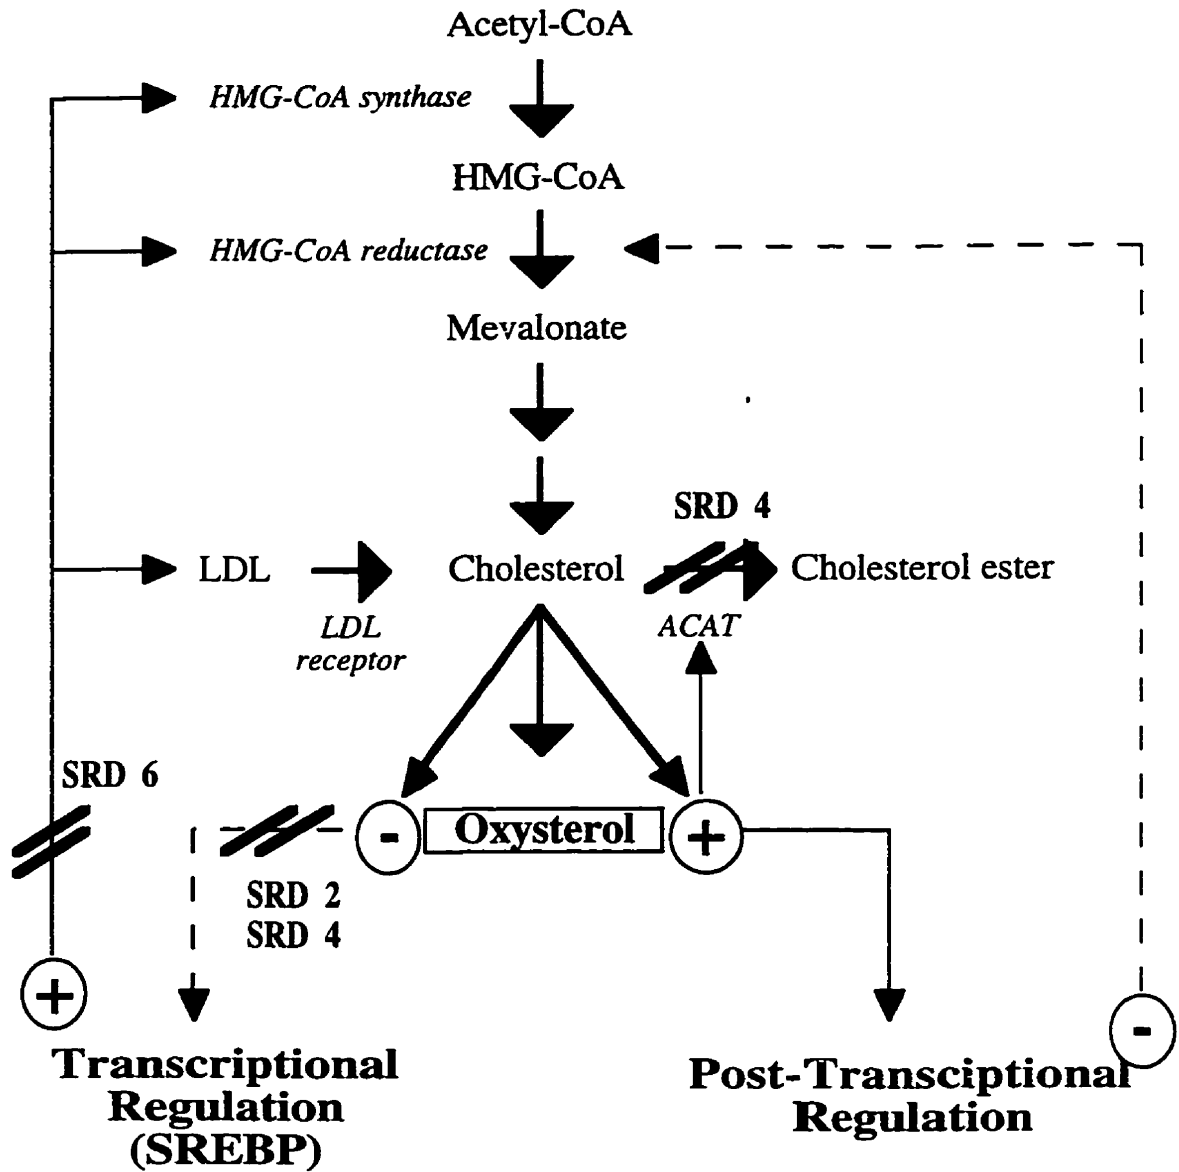 Acetyl-CoA
HMG-CoA synthase
HMG-CoA
HMG-CoA reductase
Mevalonate
SRD 4
LDL
Cholesterol
Cholesterol ester
LDL
receptor
ACAT
SRD 6
-
Oxysterol
+
SRD 2
SRD 4
+
-
Transcriptional
Regulation
(SREBP)
Post-Transciptional
Regulation